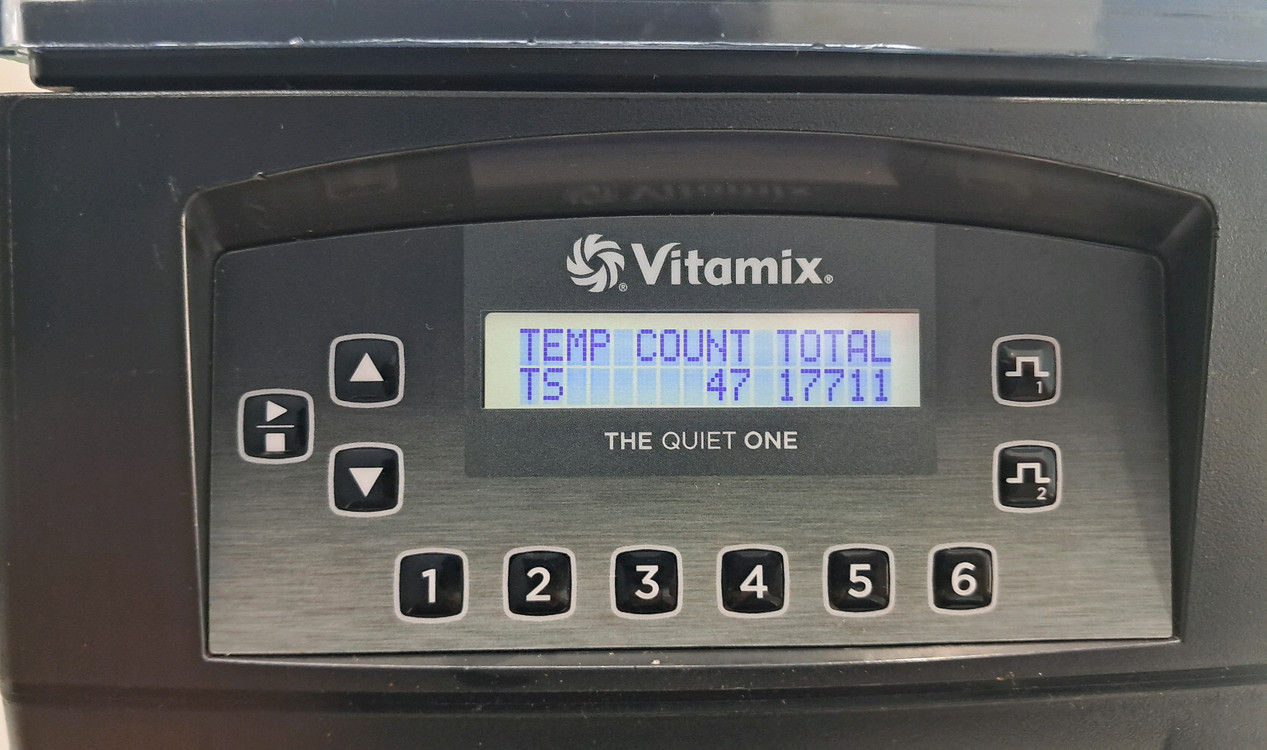 Vitamix®
TEMP COUNT TOTAL
TS 47 17711
THE QUIET ONE
1
2
1 2 3 4 5 6